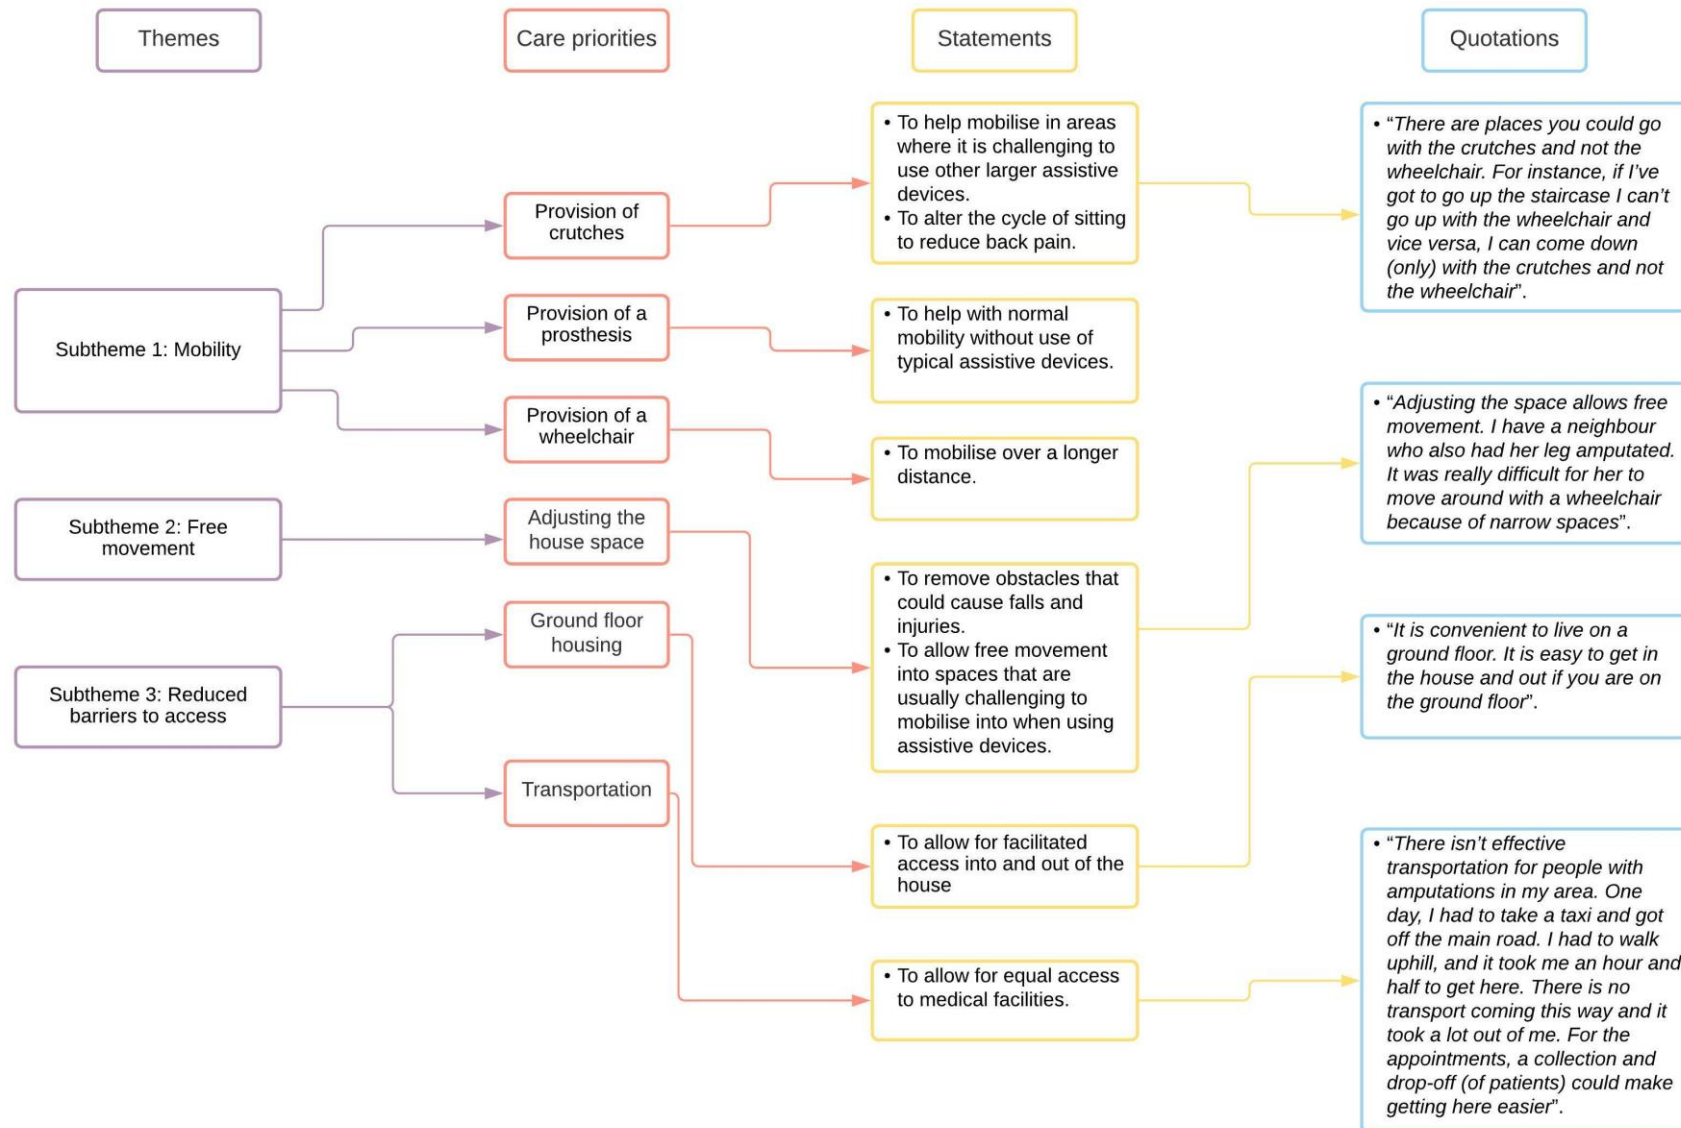 Themes
Care priorities
Statements
Quotations
Subtheme 1: Mobility
Subtheme 2: Free
movement
Subtheme 3: Reduced
barriers to access
Provision of
crutches
Provision of a
prosthesis
Provision of a
wheelchair
Adjusting the
house space
Ground floor
housing
Transportation
• To help mobilise in areas
where it is challenging to
use other larger assistive
devices.
• To alter the cycle of sitting
to reduce back pain.
• To help with normal
mobility without use of
typical assistive devices.
• To mobilise over a longer
distance.
• To remove obstacles that
could cause falls and
injuries.
• To allow free movement
into spaces that are
usually challenging to
mobilise into when using
assistive devices.
• To allow for facilitated
access into and out of the
house
• To allow for equal access
to medical facilities.
• “There are places you could go
with the crutches and not the
wheelchair. For instance, if I’ve
got to go up the staircase I can’t
go up with the wheelchair and
vice versa, I can come down
(only) with the crutches and not
the wheelchair”.
• “Adjusting the space allows free
movement. I have a neighbour
who also had her leg amputated.
It was really difficult for her to
move around with a wheelchair
because of narrow spaces”.
• “It is convenient to live on a
ground floor. It is easy to get in
the house and out if you are on
the ground floor”.
• “There isn’t effective
transportation for people with
amputations in my area. One
day, I had to take a taxi and got
off the main road. I had to walk
uphill, and it took me an hour and
half to get here. There is no
transport coming this way and it
took a lot out of me. For the
appointments, a collection and
drop-off (of patients) could make
getting here easier”.